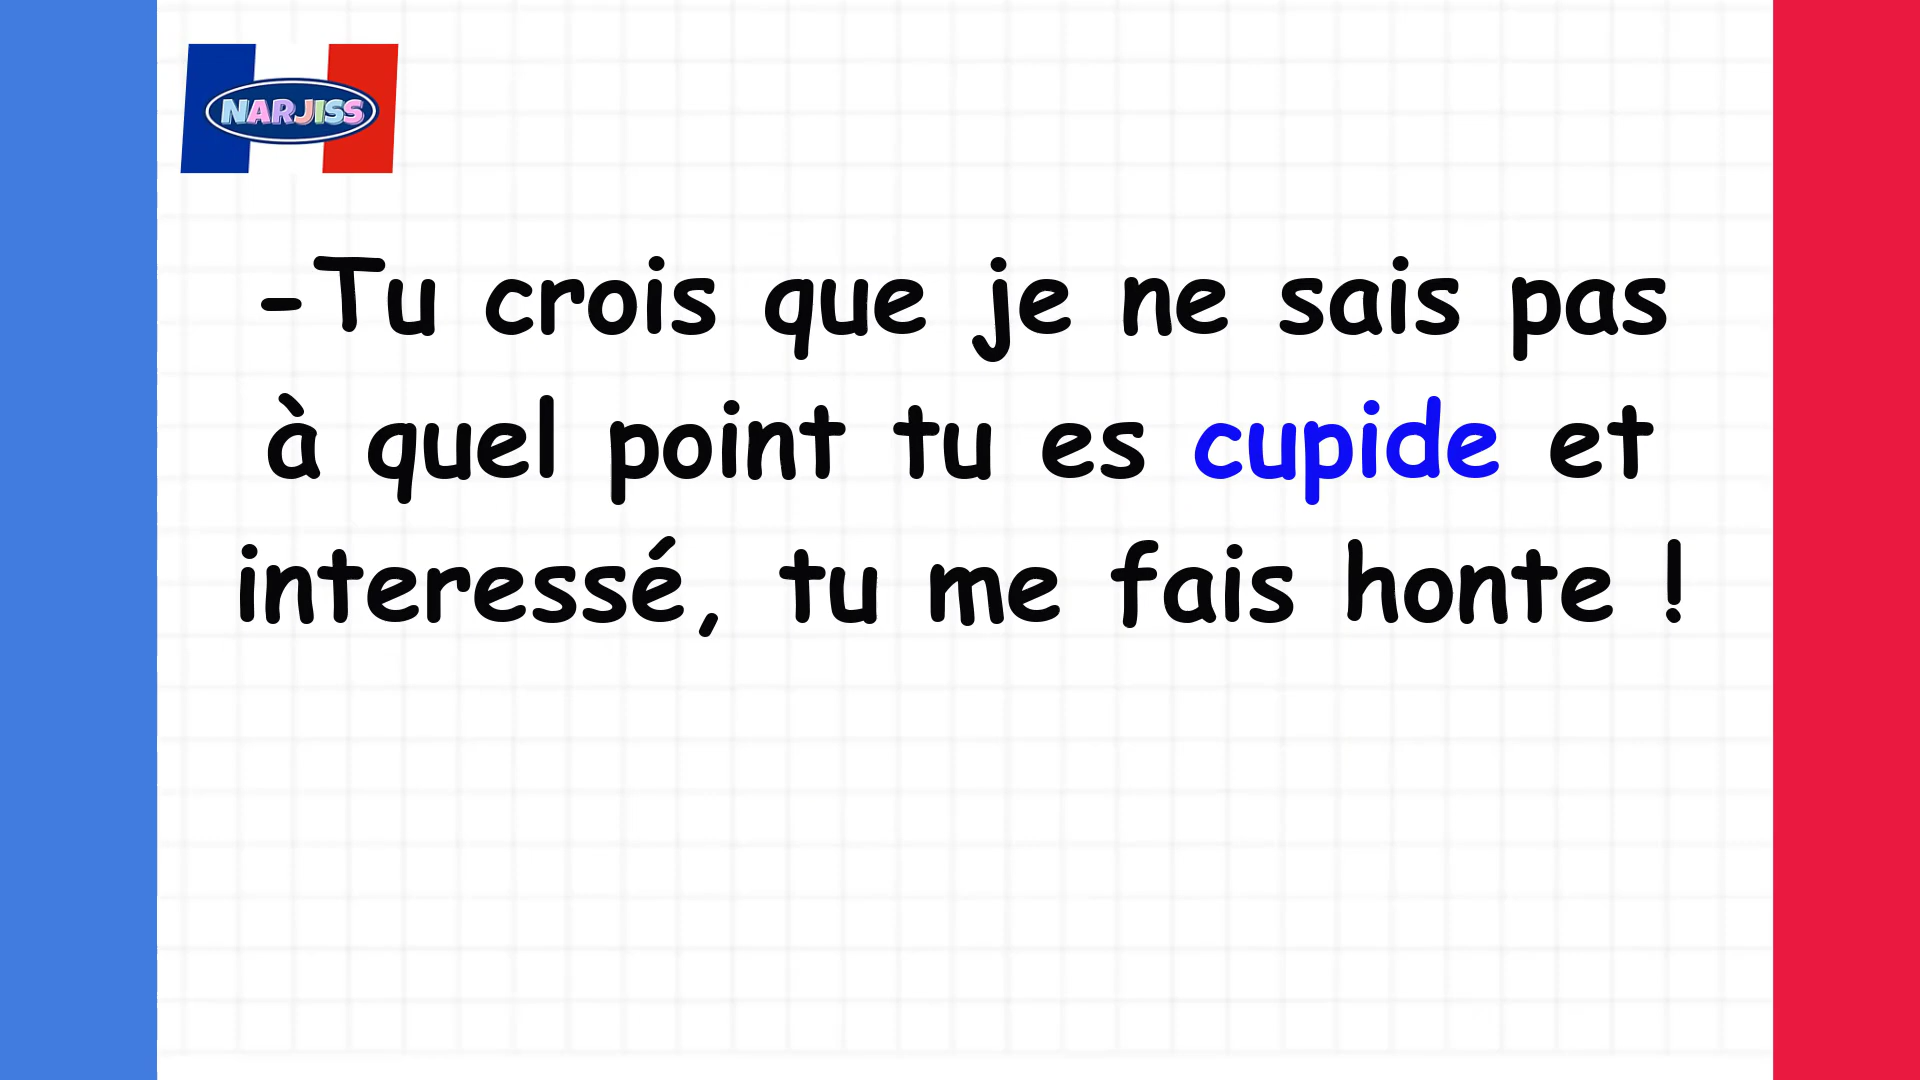 NARJISS
-Tu crois que je ne sais pas
à quel point tu es cupide et
interessé, tu me fais honte !